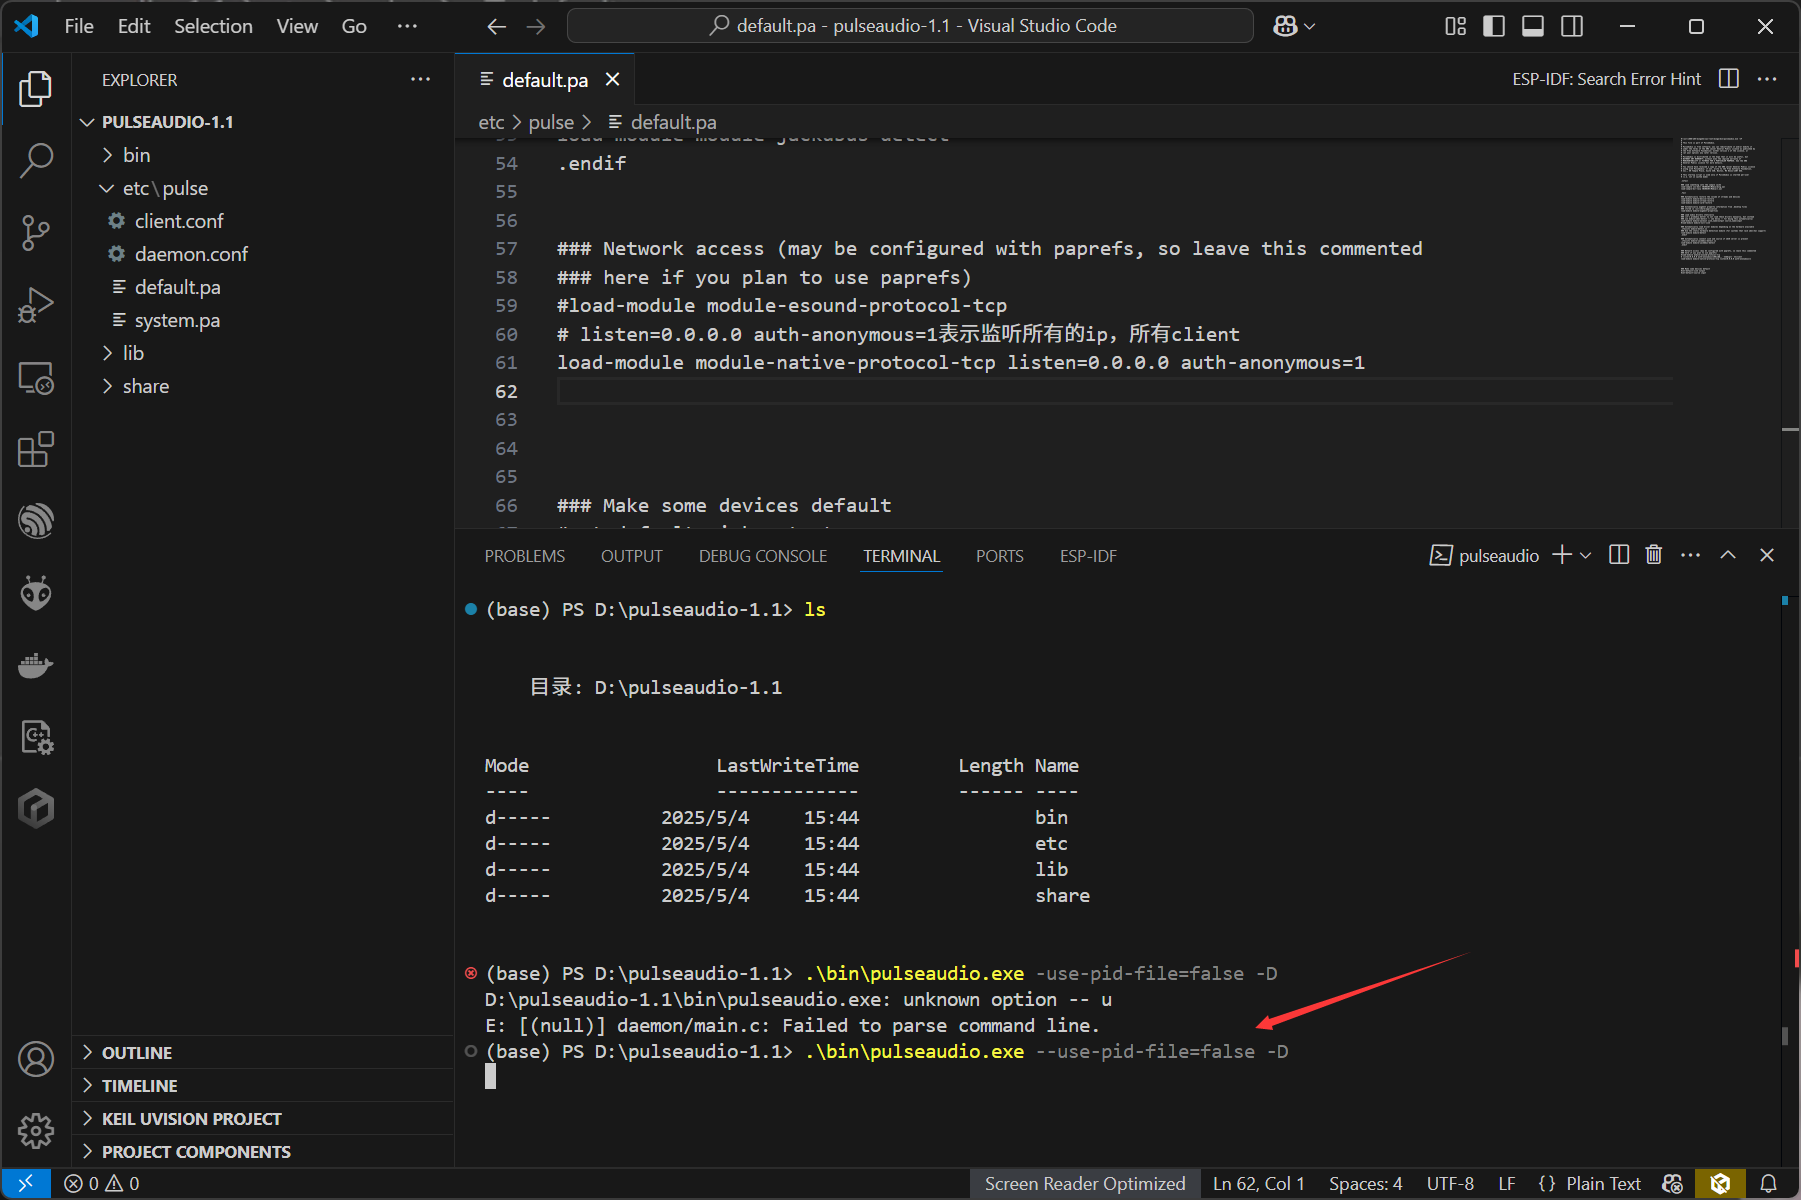 File Edit Selection View Go ···
default.pa - pulseaudio-1.1 - Visual Studio Code
EXPLORER
PULSEAUDIO-1.1
bin
etc\pulse
client.conf
daemon.conf
default.pa
system.pa
lib
share
OUTLINE
TIMELINE
KEIL UVISION PROJECT
PROJECT COMPONENTS
default.pa
ESP-IDF: Search Error Hint
etc > pulse > default.pa
54 .endif
55
56
57 ### Network access (may be configured with paprefs, so leave this commented
58 ### here if you plan to use paprefs)
59 #load-module module-esound-protocol-tcp
60 # listen=0.0.0.0 auth-anonymous=1表示监听所有的ip，所有client
61 load-module module-native-protocol-tcp listen=0.0.0.0 auth-anonymous=1
62
63
64
65
66 ### Make some devices default
PROBLEMS OUTPUT DEBUG CONSOLE TERMINAL PORTS ESP-IDF
pulseaudio
(base) PS D:\pulseaudio-1.1> ls
目录: D:\pulseaudio-1.1
Mode LastWriteTime Length Name
---- ------------- ------ ----
d----- 2025/5/4 15:44 bin
d----- 2025/5/4 15:44 etc
d----- 2025/5/4 15:44 lib
d----- 2025/5/4 15:44 share
(base) PS D:\pulseaudio-1.1> .\bin\pulseaudio.exe -use-pid-file=false -D
D:\pulseaudio-1.1\bin\pulseaudio.exe: unknown option -- u
E: [(null)] daemon/main.c: Failed to parse command line.
(base) PS D:\pulseaudio-1.1> .\bin\pulseaudio.exe --use-pid-file=false -D
0 0
Screen Reader Optimized Ln 62, Col 1 Spaces: 4 UTF-8 LF {} Plain Text